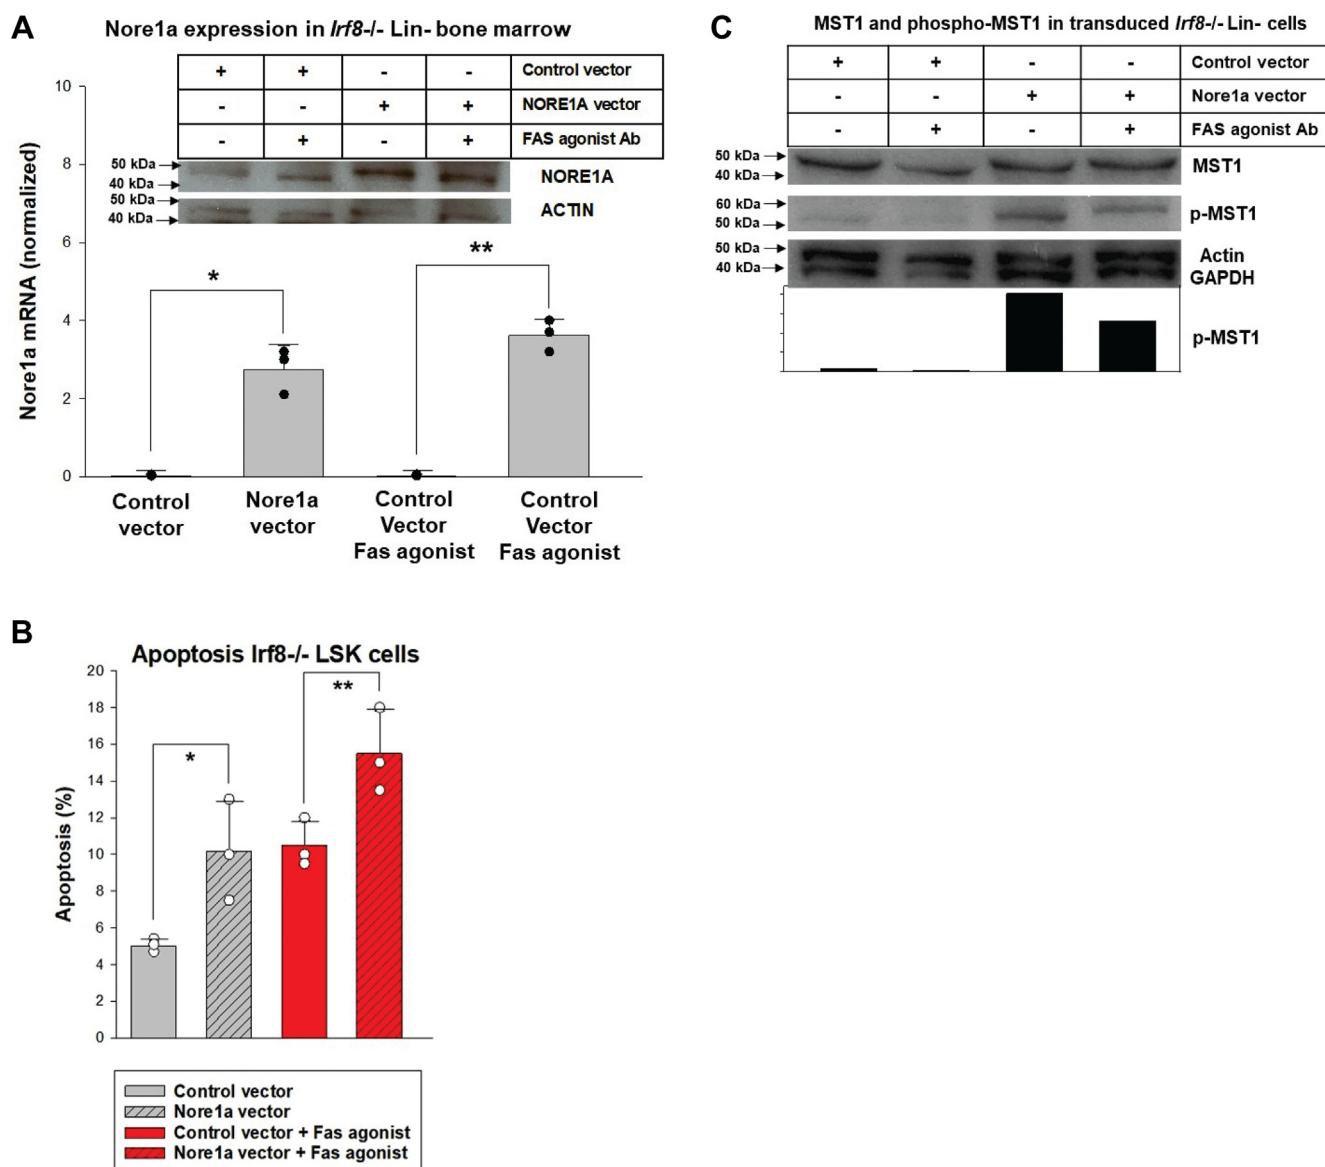 A
Nore1a expression in Irf8-/- Lin- bone marrow
+ + - - Control vector
- - + + NORE1A vector
- + - + FAS agonist Ab
50 kDa
40 kDa
NORE1A
50 kDa
40 kDa
ACTIN
Nore1a mRNA (normalized)
10
8
6
4
2
0
*
**
Control
vector
Nore1a
vector
Control
Vector
Fas agonist
Control
Vector
Fas agonist
C
MST1 and phospho-MST1 in transduced Irf8-/- Lin- cells
+ + - - Control vector
- - + + Nore1a vector
- + - + FAS agonist Ab
50 kDa
40 kDa
MST1
60 kDa
50 kDa
p-MST1
50 kDa
40 kDa
Actin
GAPDH
p-MST1
B
Apoptosis Irf8-/- LSK cells
Apoptosis (%)
20
18
16
14
12
10
8
6
4
2
0
*
**
Control vector
Nore1a vector
Control vector + Fas agonist
Nore1a vector + Fas agonist